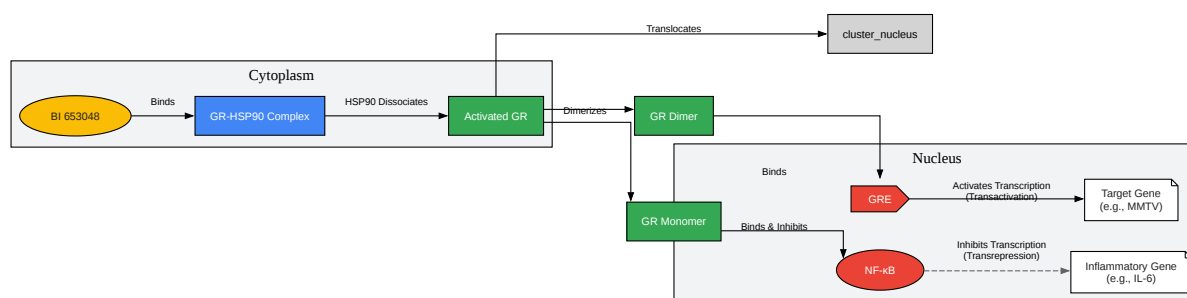 Translocates
cluster_nucleus
Cytoplasm
BI 653048
Binds
GR-HSP90 Complex
HSP90 Dissociates
Activated GR
Dimerizes
GR Dimer
Nucleus
Binds
GRE
Activates Transcription
(Transactivation)
Target Gene
(e.g., MMTV)
GR Monomer
Binds & Inhibits
NF-κB
Inhibits Transcription
(Transrepression)
Inflammatory Gene
(e.g., IL-6)